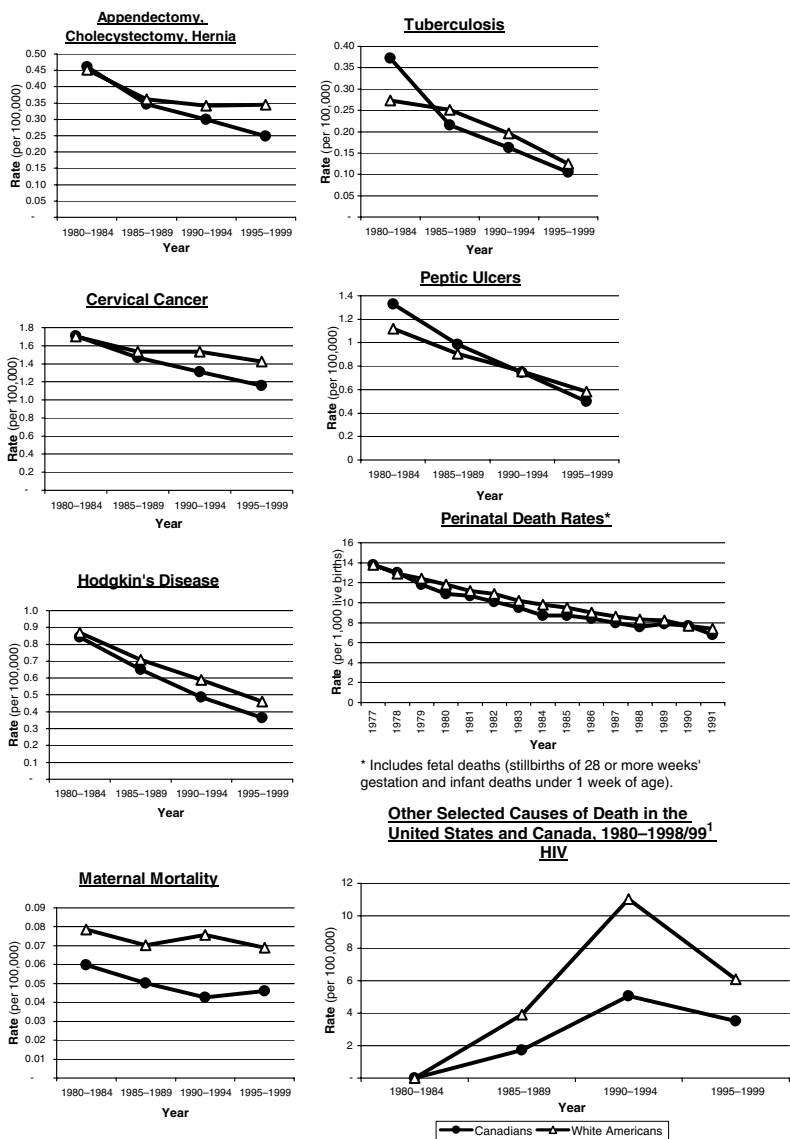 Appendectomy,
Cholecystectomy, Hernia
0.50
0.45
0.40
0.35
0.30
0.25
0.20
0.15
0.10
0.05
-
Rate (per 100,000)
1980–1984 1985–1989 1990–1994 1995–1999
Year
Tuberculosis
0.40
0.35
0.30
0.25
0.20
0.15
0.10
0.05
-
Rate (per 100,000)
1980–1984 1985–1989 1990–1994 1995–1999
Year
Cervical Cancer
1.8
1.6
1.4
1.2
1.0
0.8
0.6
0.4
0.2
-
Rate (per 100,000)
1980–1984 1985–1989 1990–1994 1995–1999
Year
Peptic Ulcers
1.4
1.2
1
0.8
0.6
0.4
0.2
0
Rate (per 100,000)
1980–1984 1985–1989 1990–1994 1995–1999
Year
Hodgkin's Disease
1.0
0.9
0.8
0.7
0.6
0.5
0.4
0.3
0.2
0.1
-
Rate (per 100,000)
1980–1984 1985–1989 1990–1994 1995–1999
Year
Perinatal Death Rates*
16
14
12
10
8
6
4
2
0
Rate (per 1,000 live births)
1977 1978 1979 1980 1981 1982 1983 1984 1985 1986 1987 1988 1989 1990 1991
Year
* Includes fetal deaths (stillbirths of 28 or more weeks'
gestation and infant deaths under 1 week of age).
Maternal Mortality
0.09
0.08
0.07
0.06
0.05
0.04
0.03
0.02
0.01
-
Rate (per 100,000)
1980–1984 1985–1989 1990–1994 1995–1999
Year
Other Selected Causes of Death in the
United States and Canada, 1980–1998/99¹
HIV
12
10
8
6
4
2
-
Rate (per 100,000)
1980–1984 1985–1989 1990–1994 1995–1999
Year
Canadians White Americans